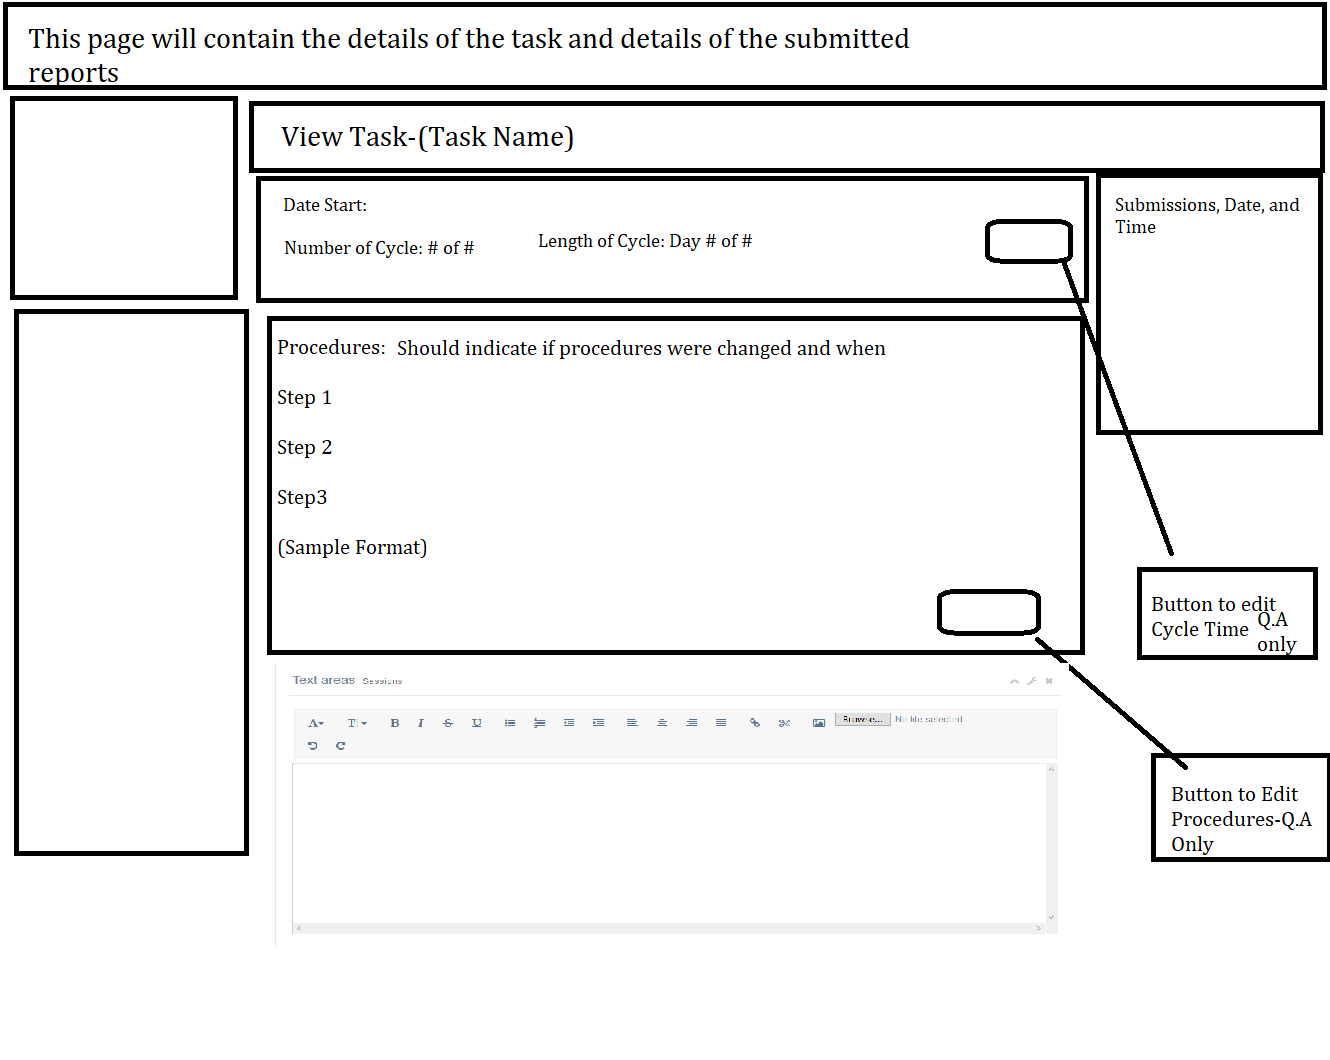 This page will contain the details of the task and details of the submitted
reports
View Task-(Task Name)
Date Start:
Number of Cycle: # of #
Length of Cycle: Day # of #
Submissions, Date, and
Time
Procedures: Should indicate if procedures were changed and when
Step 1
Step 2
Step3
(Sample Format)
Button to edit
Cycle Time Q.A
only
Text areas Sessions
A T B I S U Browse... No file selected
Button to Edit
Procedures-Q.A
Only